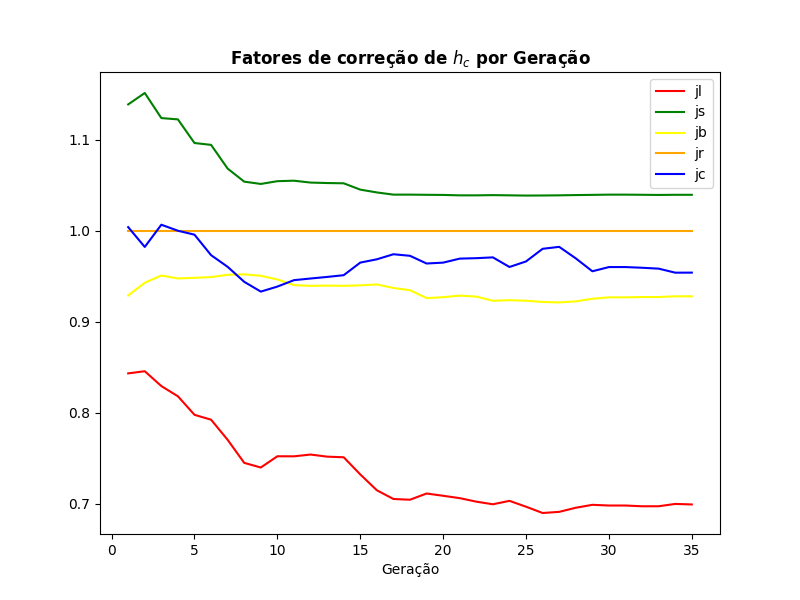 Fatores de correção de h_c por Geração
jl
js
jb
jr
jc
1.1
1.0
0.9
0.8
0.7
0 5 10 15 20 25 30 35
Geração